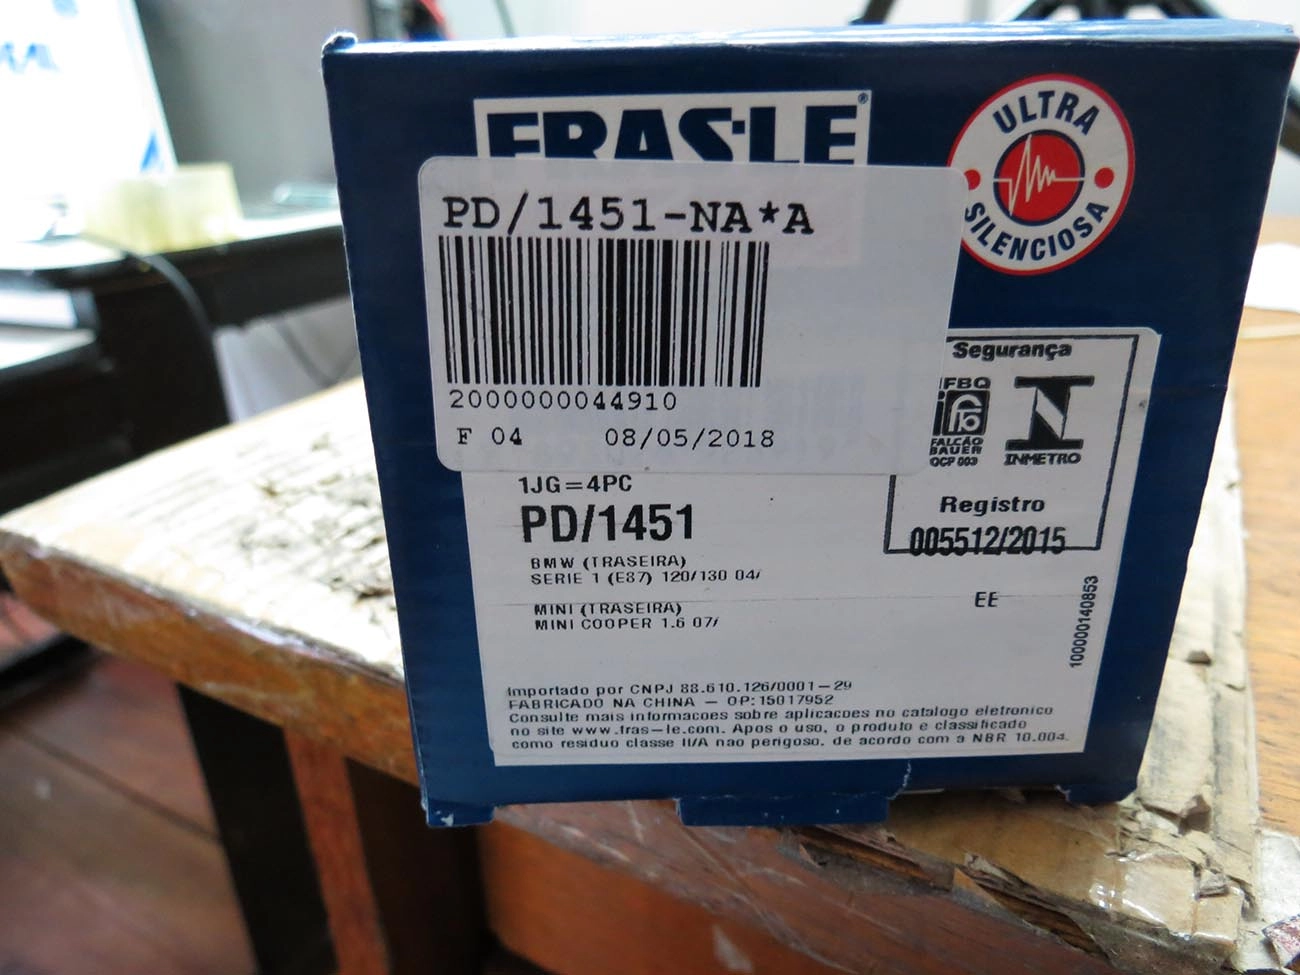 FRAS-LE®
ULTRA
SILENCIOSA
PD/1451-NA*A
2000000044910
F 04 08/05/2018
Segurança
IFBQ
FALCÃO
BAUER
OCP 003
INMETRO
Registro
005512/2015
1JG=4PC
PD/1451
BMW (TRASEIRA)
SERIE 1 (E87) 120/130 04/
MINI (TRASEIRA)
MINI COOPER 1.6 07/
EE
100000140853
Importado por CNPJ 88.610.126/0001-29
FABRICADO NA CHINA - OP:15017952
Consulte mais informacoes sobre aplicacoes no catalogo eletronico
no site www.fras-le.com. Apos o uso, o produto e classificado
como residuo classe II/A nao perigoso, de acordo com a NBR 10.004.